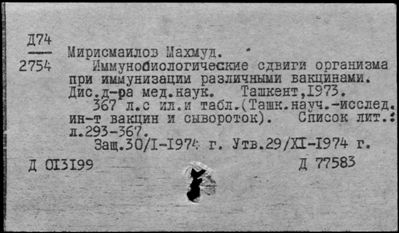 Д74
2754
Мирисмаилов Махмуд.
Иммунобиологические сдвиги организма
при иммунизации различными вакцинами.
Дис.д-ра мед.наук. Ташкент,1973.
367 л.с ил.и табл.(Ташк.науч.-исслед.
ин-т вакцин и сывороток). Список лит.:
л.293-367.
Защ.30/I-1974 г. Утв.29/XI-1974 г.
Д 013199 Д 77583